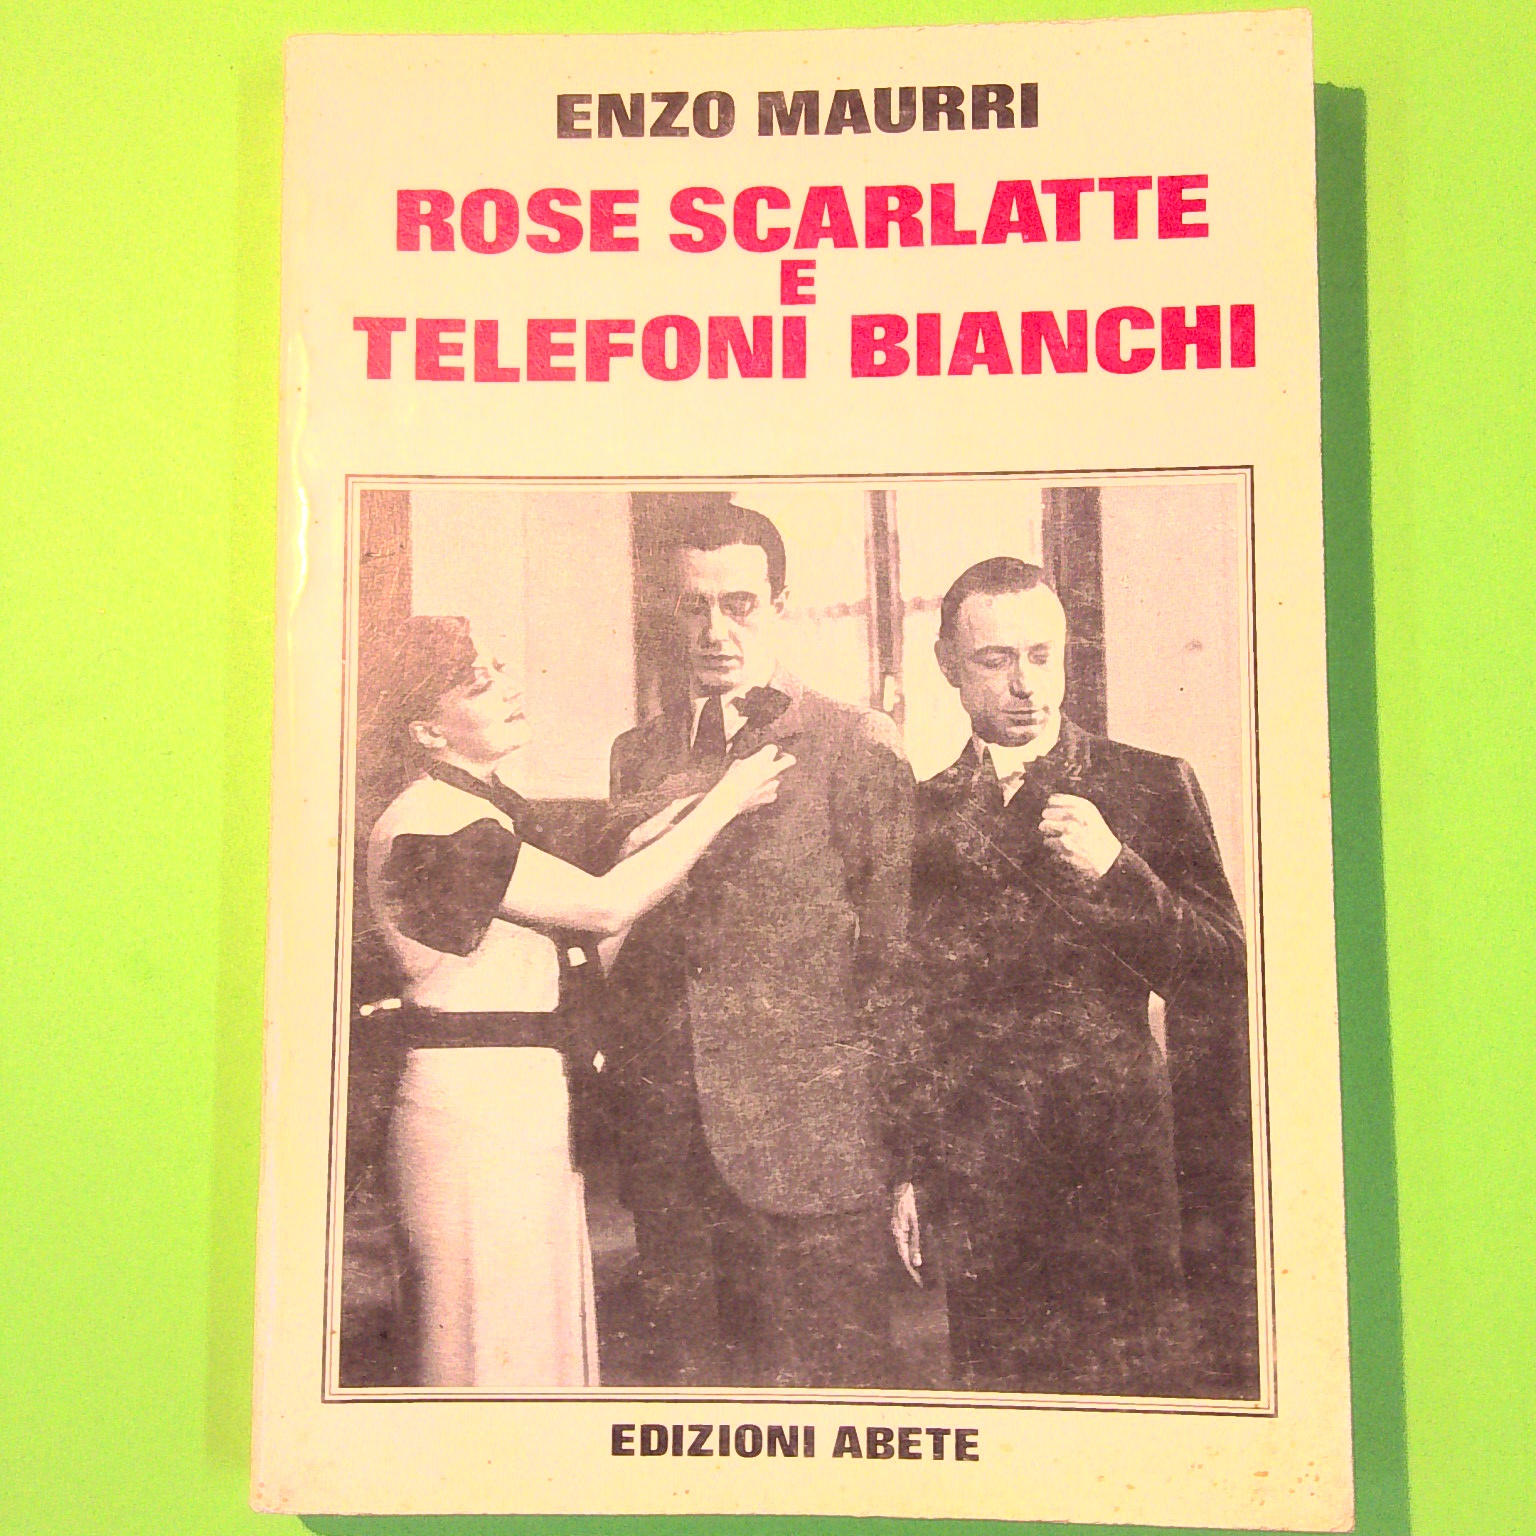 ENZO MAURRI
ROSE SCARLATTE
E
TELEFONI BIANCHI
EDIZIONI ABETE